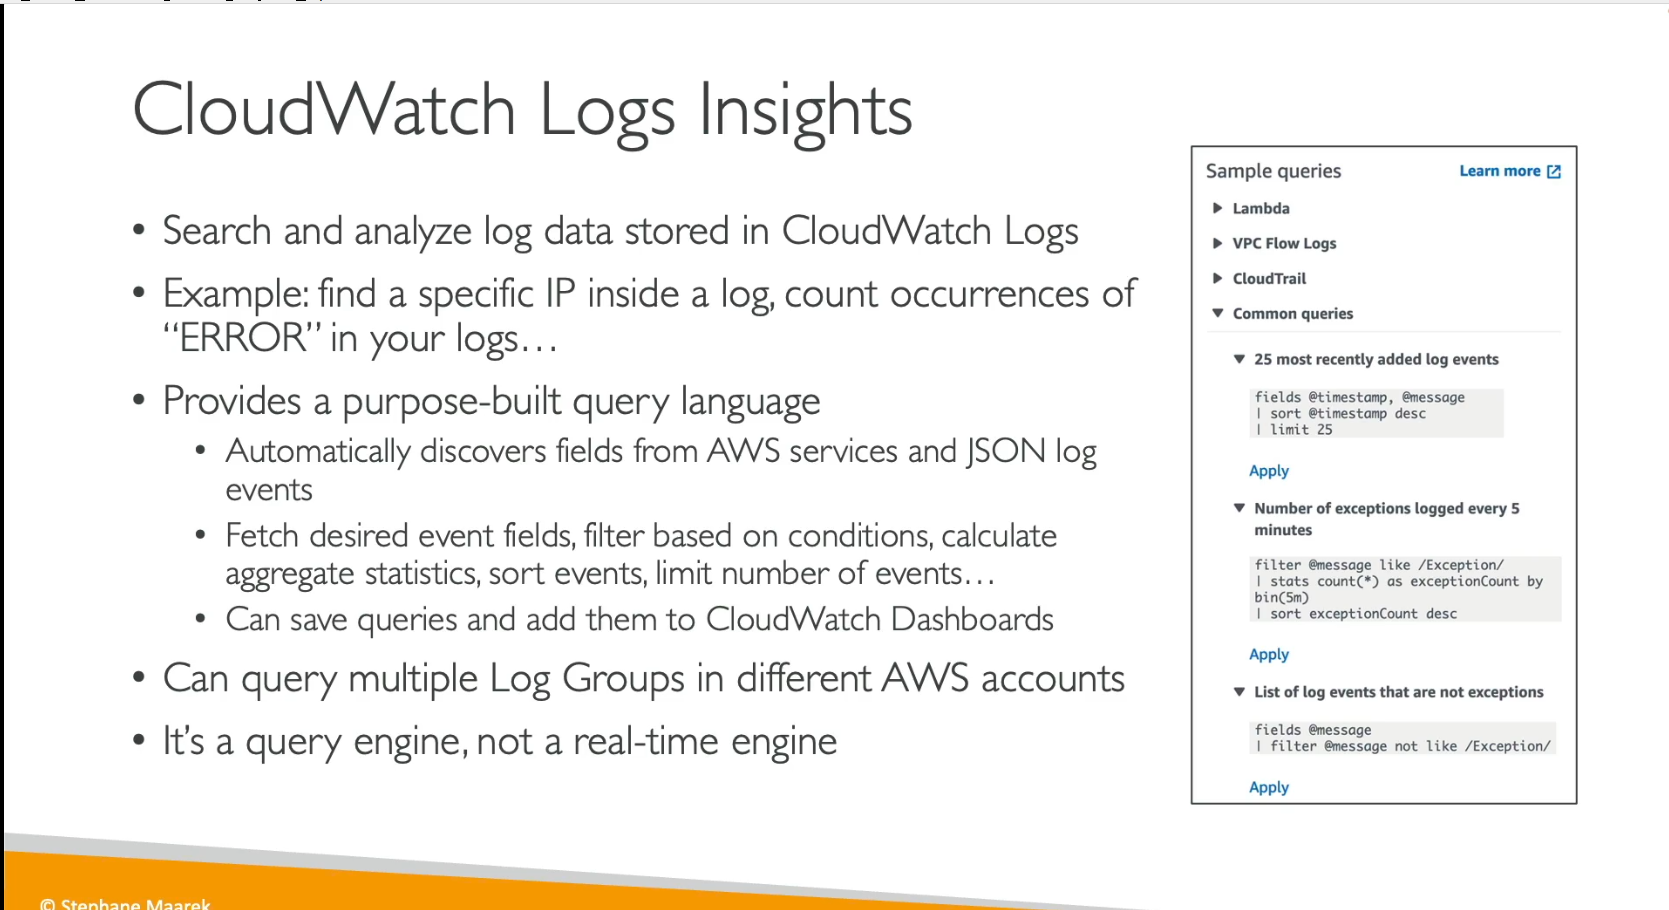 CloudWatch Logs Insights
• Search and analyze log data stored in CloudWatch Logs
• Example: find a specific IP inside a log, count occurrences of
“ERROR” in your logs…
• Provides a purpose-built query language
• Automatically discovers fields from AWS services and JSON log
events
• Fetch desired event fields, filter based on conditions, calculate
aggregate statistics, sort events, limit number of events…
• Can save queries and add them to CloudWatch Dashboards
• Can query multiple Log Groups in different AWS accounts
• It’s a query engine, not a real-time engine
Sample queries Learn more
Lambda
VPC Flow Logs
CloudTrail
Common queries
25 most recently added log events
fields @timestamp, @message
| sort @timestamp desc
| limit 25
Apply
Number of exceptions logged every 5
minutes
filter @message like /Exception/
| stats count(*) as exceptionCount by
bin(5m)
| sort exceptionCount desc
Apply
List of log events that are not exceptions
fields @message
| filter @message not like /Exception/
Apply
© Stephane Maarek